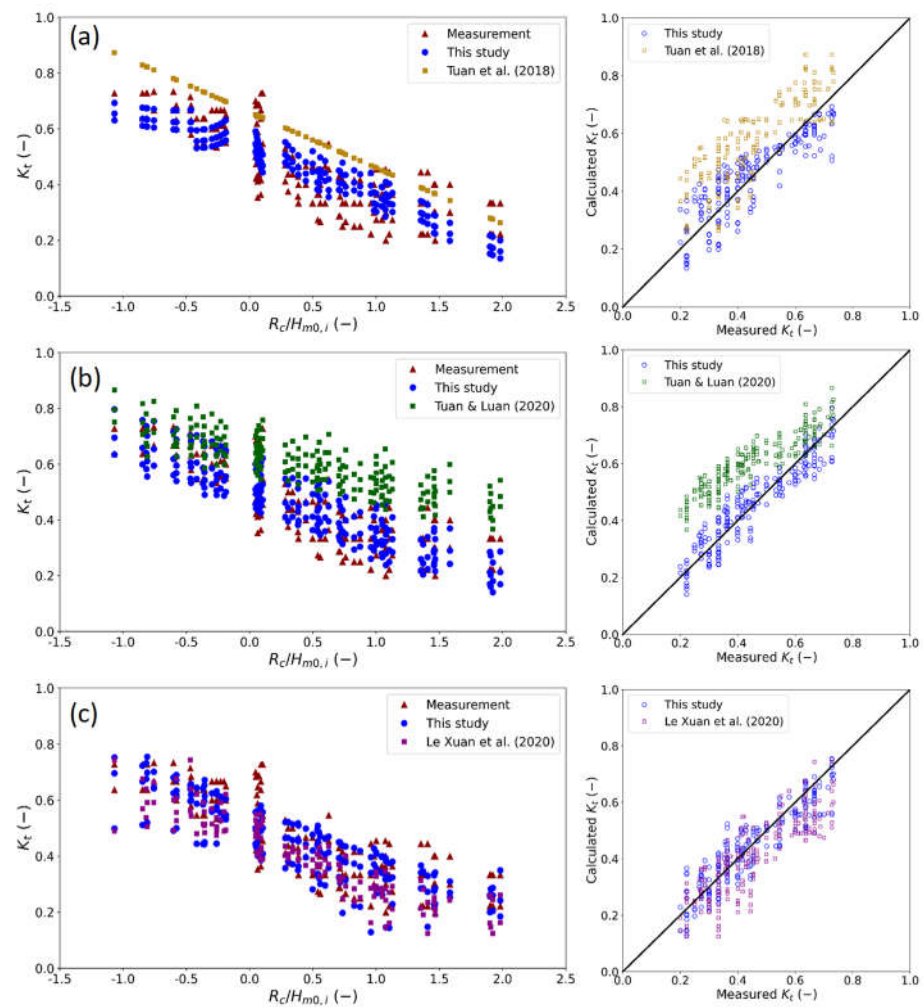 (a)
Measurement
This study
Tuan et al. (2018)
1.0
0.8
0.6
0.4
0.2
0.0
K_t (−)
-1.5 -1.0 -0.5 0.0 0.5 1.0 1.5 2.0 2.5
R_c/H_{m0,i} (−)
This study
Tuan et al. (2018)
1.0
0.8
0.6
0.4
0.2
0.0
Calculated K_t (−)
0.0 0.2 0.4 0.6 0.8 1.0
Measured K_t (−)
(b)
Measurement
This study
Tuan & Luan (2020)
1.0
0.8
0.6
0.4
0.2
0.0
K_t (−)
-1.5 -1.0 -0.5 0.0 0.5 1.0 1.5 2.0 2.5
R_c/H_{m0,i} (−)
This study
Tuan & Luan (2020)
1.0
0.8
0.6
0.4
0.2
0.0
Calculated K_t (−)
0.0 0.2 0.4 0.6 0.8 1.0
Measured K_t (−)
(c)
Measurement
This study
Le Xuan et al. (2020)
1.0
0.8
0.6
0.4
0.2
0.0
K_t (−)
-1.5 -1.0 -0.5 0.0 0.5 1.0 1.5 2.0 2.5
R_c/H_{m0,i} (−)
This study
Le Xuan et al. (2020)
1.0
0.8
0.6
0.4
0.2
0.0
Calculated K_t (−)
0.0 0.2 0.4 0.6 0.8 1.0
Measured K_t (−)